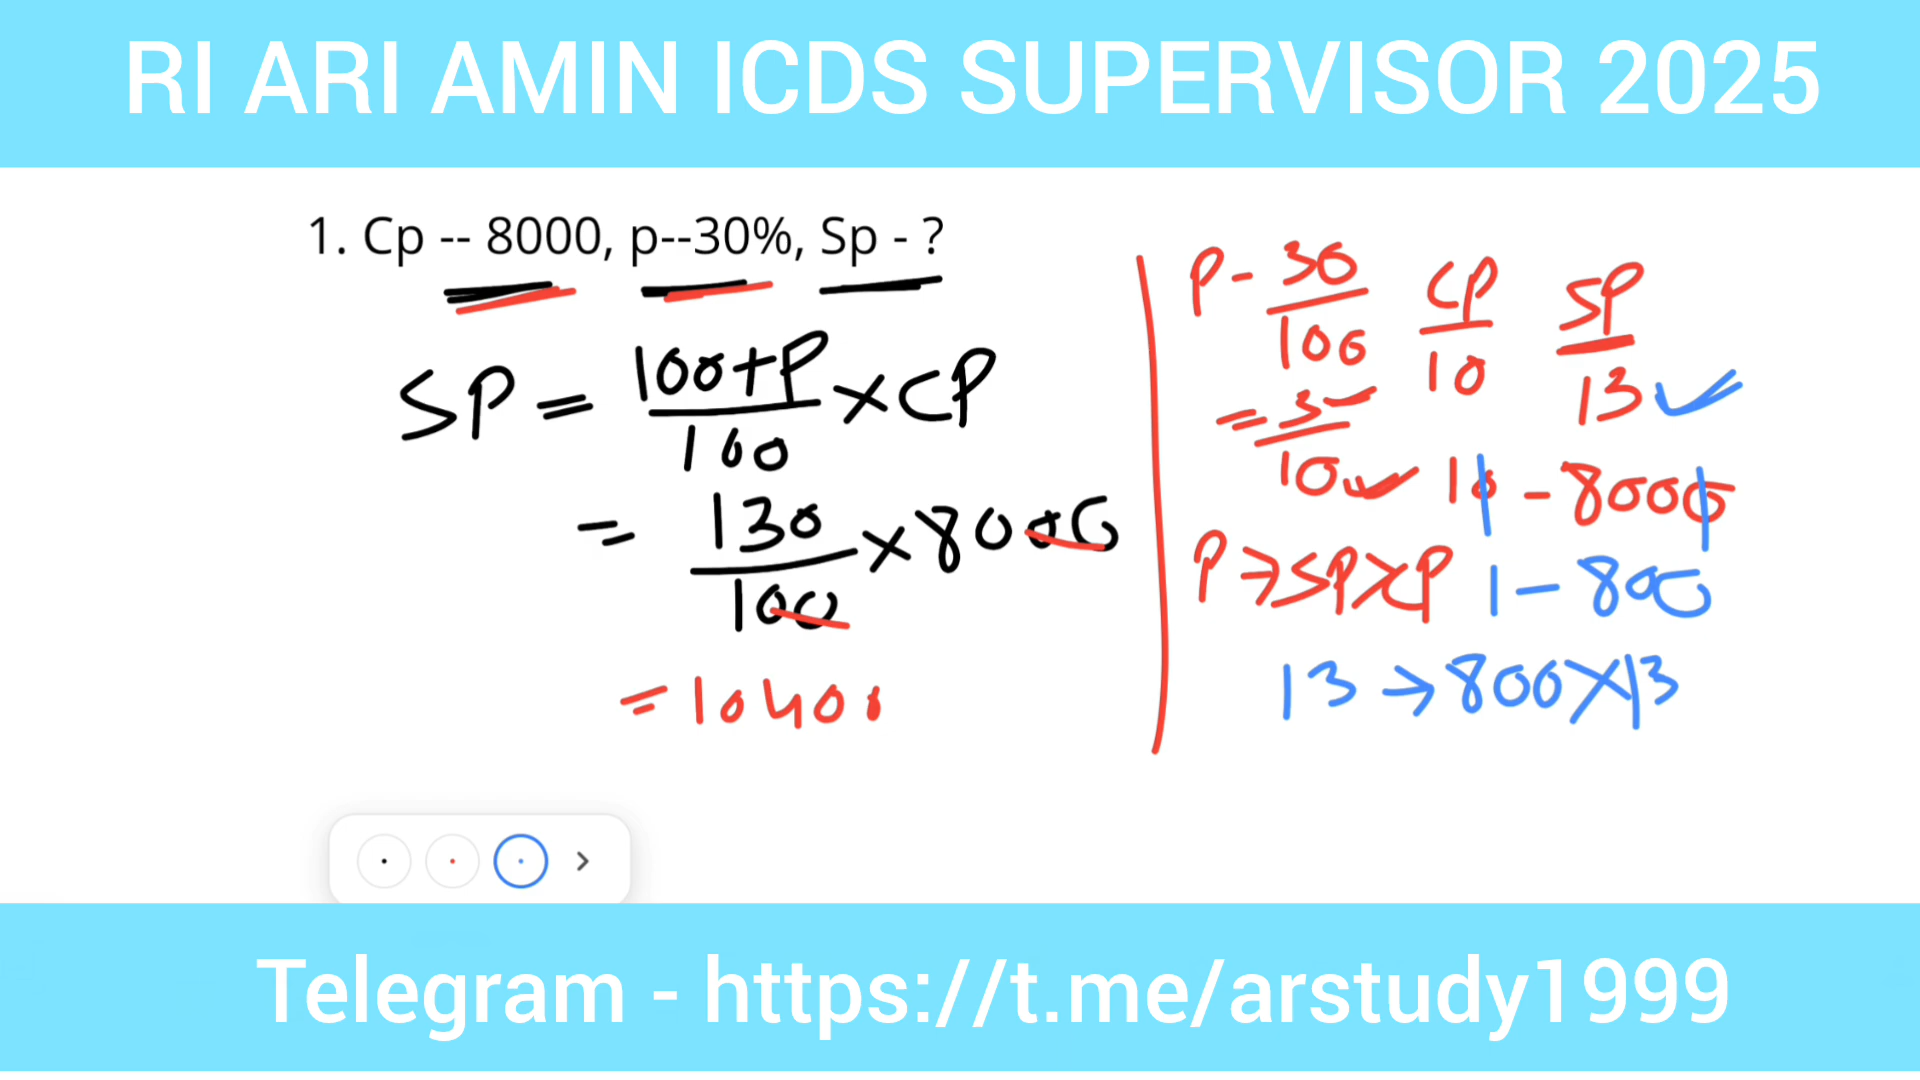 RI ARI AMIN ICDS SUPERVISOR 2025
1. Cp -- 8000, p--30%, Sp - ?
SP = 100+P/100 × CP
= 130/100 × 8000
= 10400
P - 30/100 CP/10 SP/13
= 3/10
10 - 8000
P → SP > CP
1 - 800
13 → 800×13
Telegram - https://t.me/arstudy1999